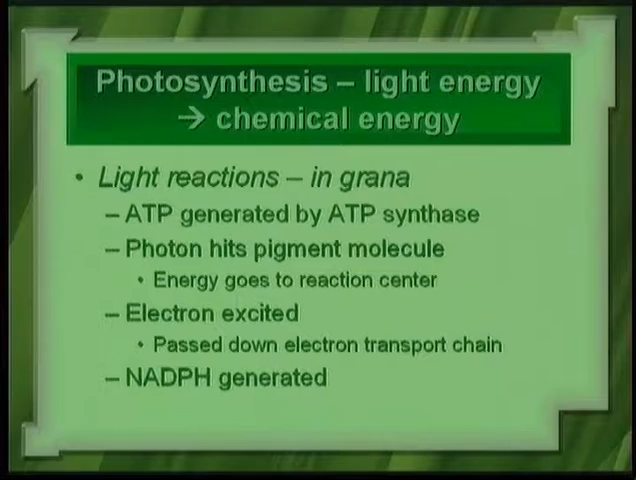 Photosynthesis – light energy
→ chemical energy
• Light reactions – in grana
– ATP generated by ATP synthase
– Photon hits pigment molecule
• Energy goes to reaction center
– Electron excited
• Passed down electron transport chain
– NADPH generated